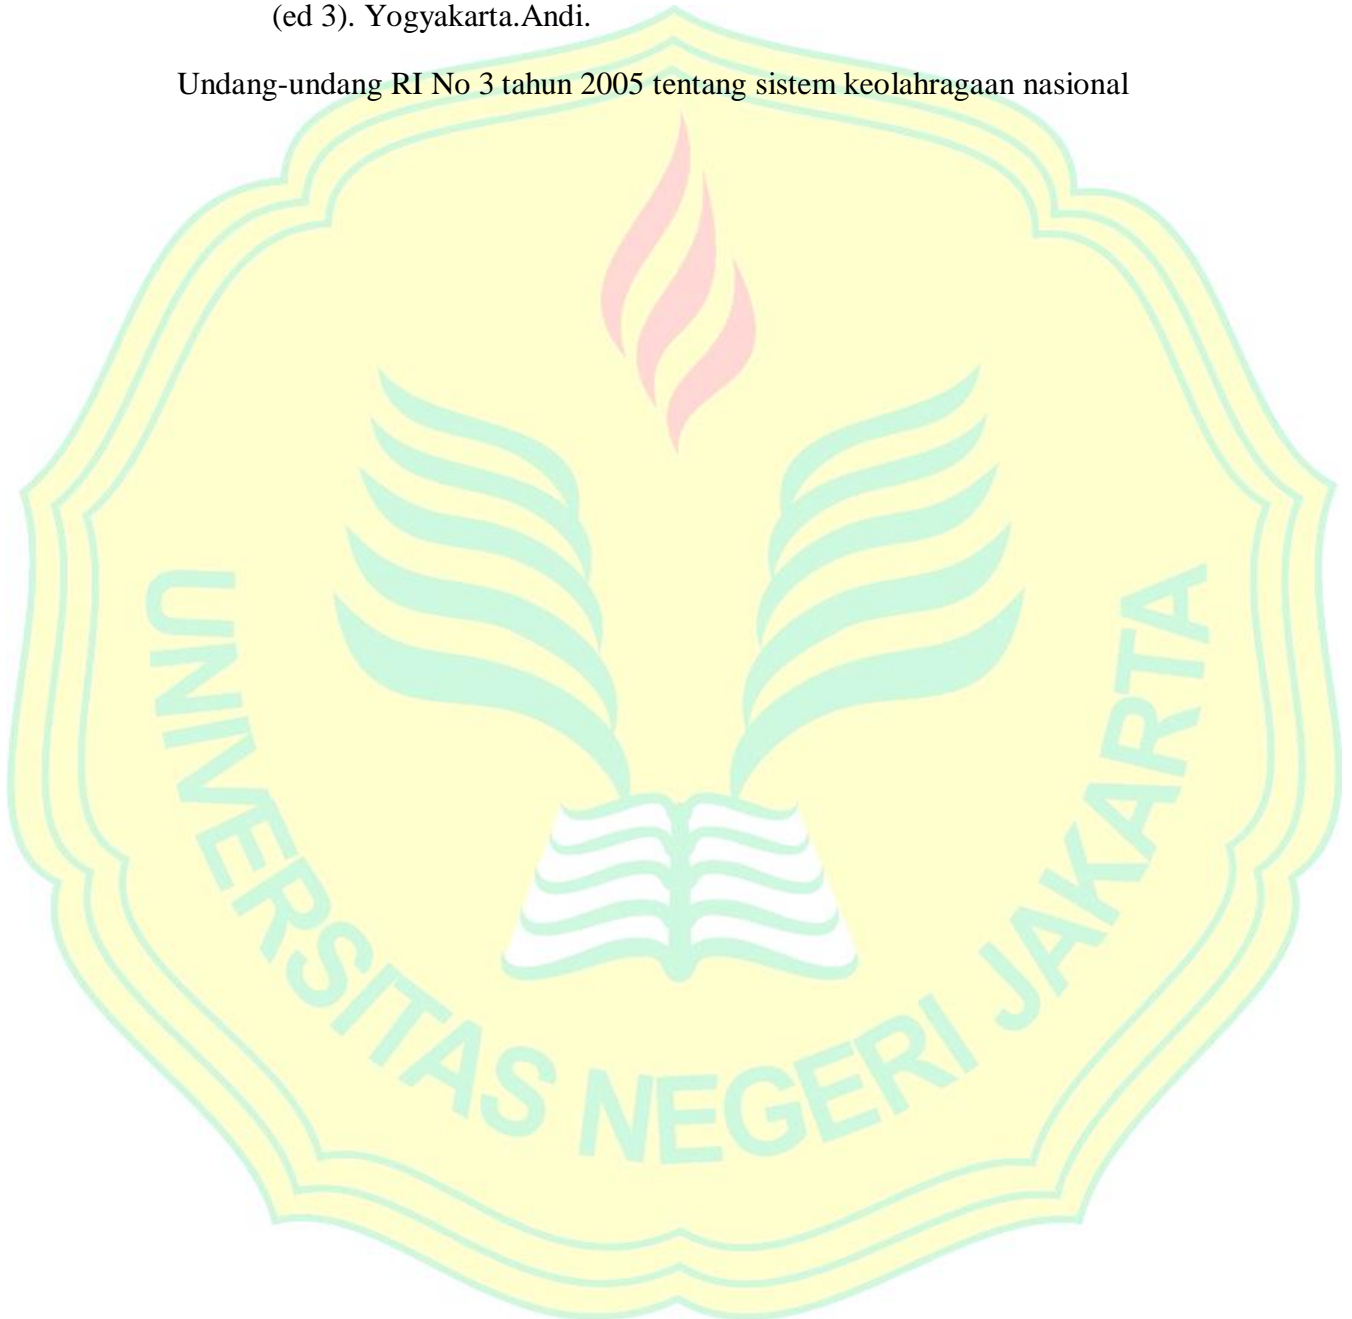 (ed 3). Yogyakarta.Andi.
Undang-undang RI No 3 tahun 2005 tentang sistem keolahragaan nasional
UNIVERSITAS NEGERI JAKARTA